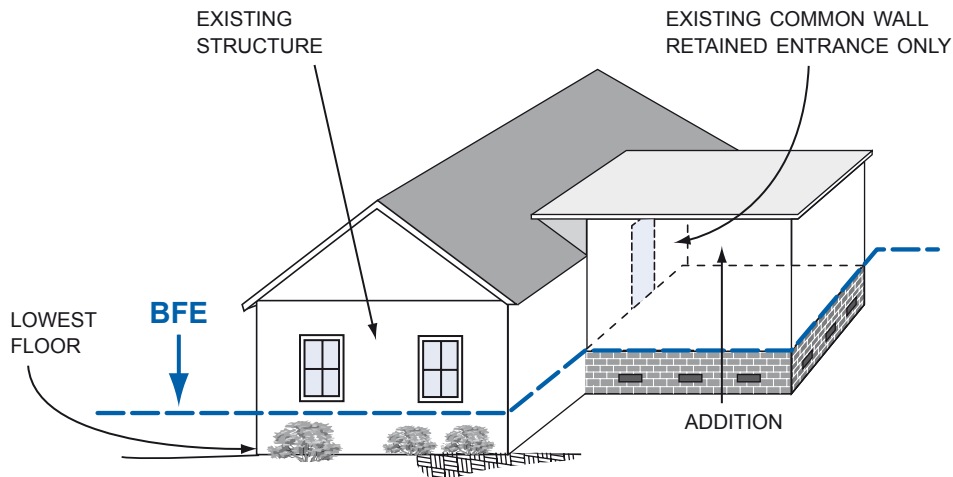 EXISTING
STRUCTURE
EXISTING COMMON WALL
RETAINED ENTRANCE ONLY
LOWEST
FLOOR
BFE
ADDITION